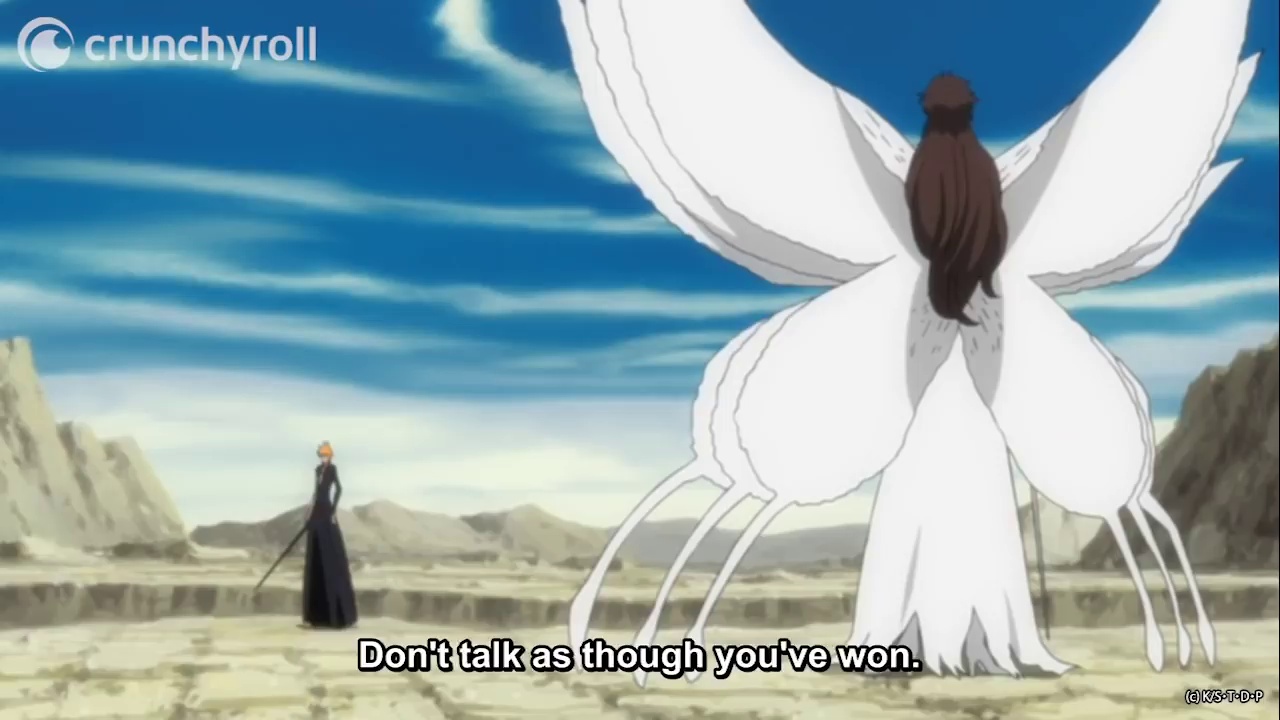 crunchyroll
Don't talk as though you've won.
(c) K/S・T・D・P